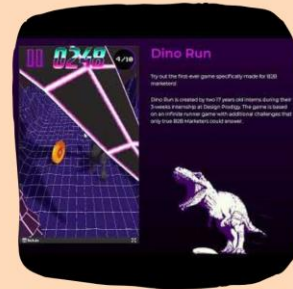 0248
4/10
Dino Run
Try out the first-ever game specifically made for B2B
marketers!
Dino Run is created by two 17 years old interns during their
3-weeks internship at Design Prodigy. The game is based
on an infinite runner game with additional challenges that
only true B2B marketers could answer.